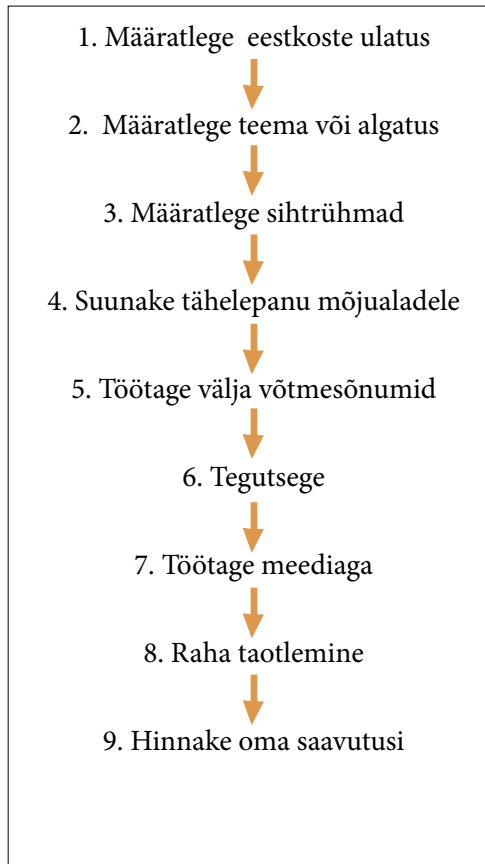 1. Määratlege eestkoste ulatus
2. Määratlege teema või algatus
3. Määratlege sihtrühmad
4. Suunake tähelepanu mõjualadele
5. Töötage välja võtmesõnumid
6. Tegutsege
7. Töötage meediaga
8. Raha taotlemine
9. Hinnake oma saavutusi